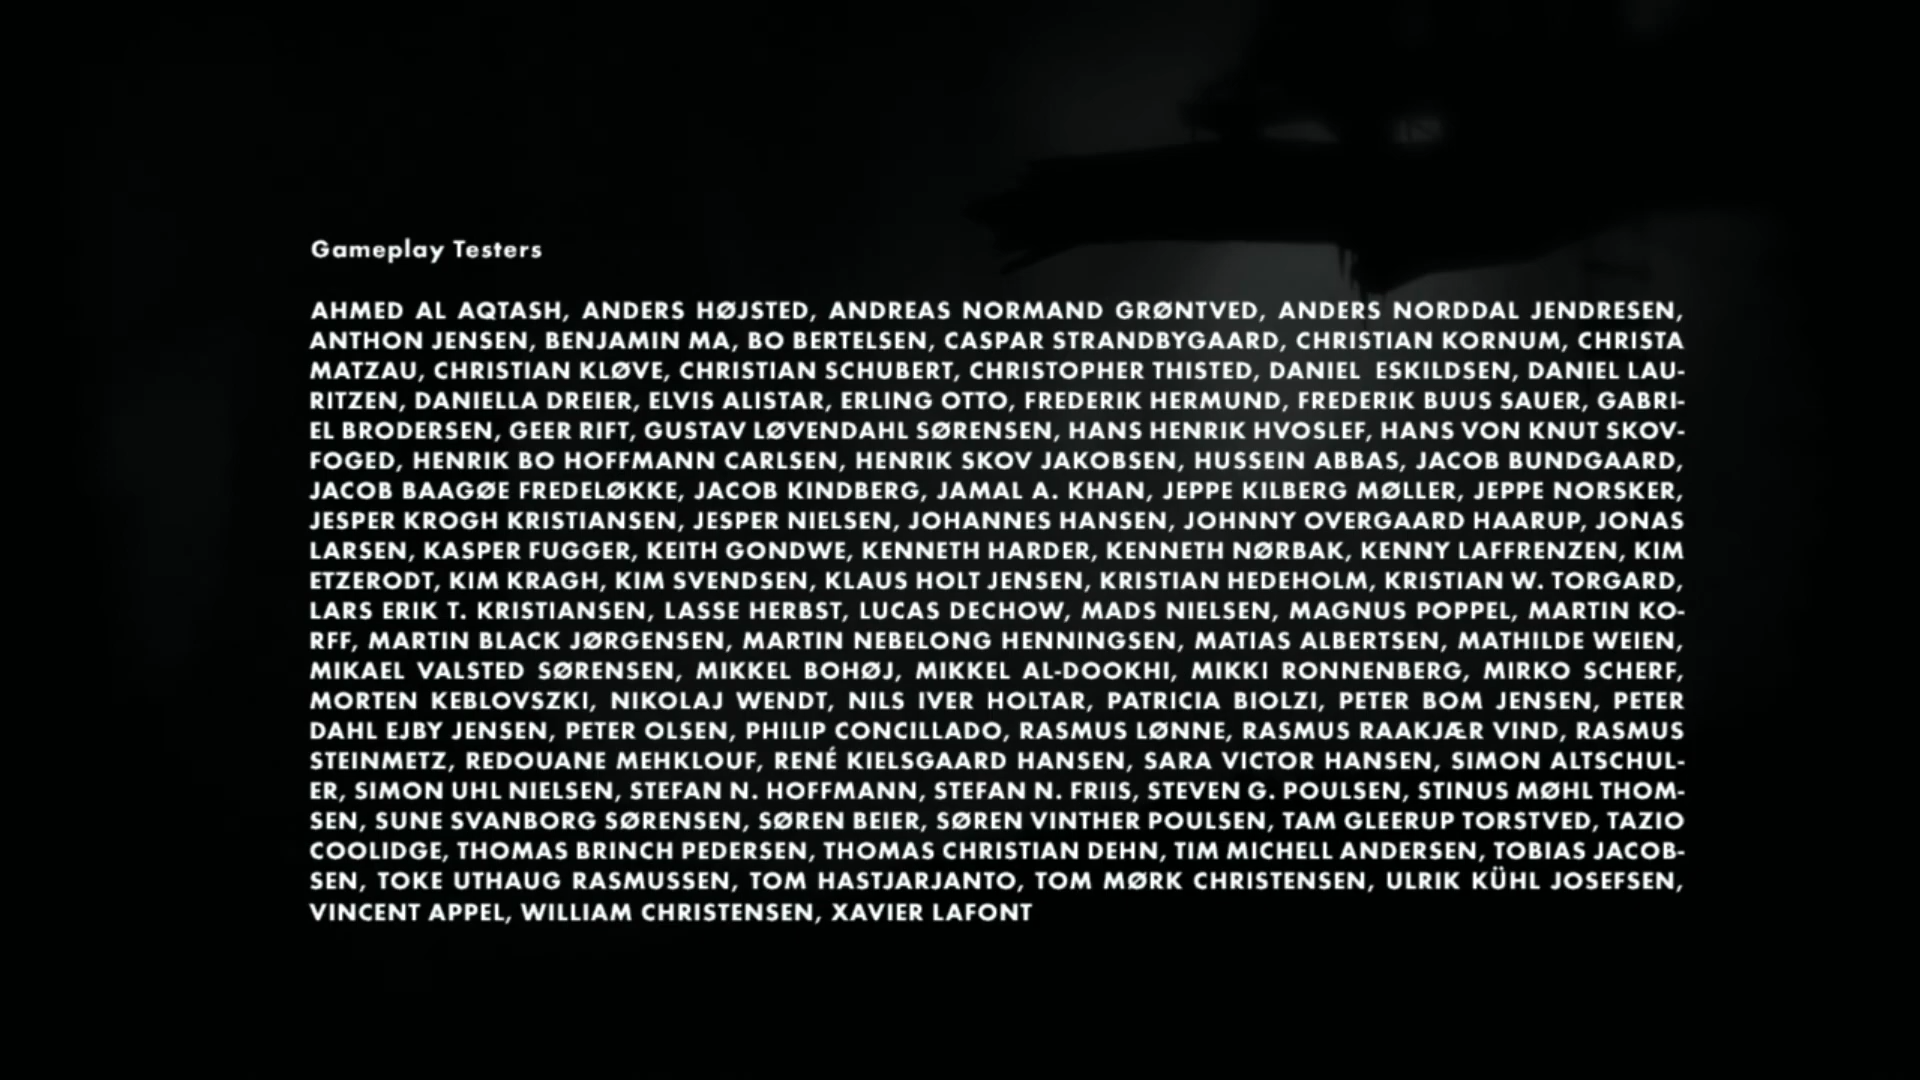 Gameplay Testers
AHMED AL AQTASH, ANDERS HØJSTED, ANDREAS NORMAND GRØNTVED, ANDERS NORDDAL JENDRESEN,
ANTHON JENSEN, BENJAMIN MA, BO BERTELSEN, CASPAR STRANDBYGAARD, CHRISTIAN KORNUM, CHRISTA
MATZAU, CHRISTIAN KLØVE, CHRISTIAN SCHUBERT, CHRISTOPHER THISTED, DANIEL ESKILDSEN, DANIEL LAU-
RITZEN, DANIELLA DREIER, ELVIS ALISTAR, ERLING OTTO, FREDERIK HERMUND, FREDERIK BUUS SAUER, GABRI-
EL BRODERSEN, GEER RIFT, GUSTAV LØVENDAHL SØRENSEN, HANS HENRIK HVOSLEF, HANS VON KNUT SKOV-
FOGED, HENRIK BO HOFFMANN CARLSEN, HENRIK SKOV JAKOBSEN, HUSSEIN ABBAS, JACOB BUNDGAARD,
JACOB BAAGØE FREDELØKKE, JACOB KINDBERG, JAMAL A. KHAN, JEPPE KILBERG MØLLER, JEPPE NORSKER,
JESPER KROGH KRISTIANSEN, JESPER NIELSEN, JOHANNES HANSEN, JOHNNY OVERGAARD HAARUP, JONAS
LARSEN, KASPER FUGGER, KEITH GONDWE, KENNETH HARDER, KENNETH NØRBAK, KENNY LAFFRENZEN, KIM
ETZERODT, KIM KRAGH, KIM SVENDSEN, KLAUS HOLT JENSEN, KRISTIAN HEDEHOLM, KRISTIAN W. TORGARD,
LARS ERIK T. KRISTIANSEN, LASSE HERBST, LUCAS DECHOW, MADS NIELSEN, MAGNUS POPPEL, MARTIN KO-
RFF, MARTIN BLACK JØRGENSEN, MARTIN NEBELONG HENNINGSEN, MATIAS ALBERTSEN, MATHILDE WEIEN,
MIKAEL VALSTED SØRENSEN, MIKKEL BOHØJ, MIKKEL AL-DOOKHI, MIKKI RONNENBERG, MIRKO SCHERF,
MORTEN KEBLOVSZKI, NIKOLAJ WENDT, NILS IVER HOLTAR, PATRICIA BIOLZI, PETER BOM JENSEN, PETER
DAHL EJBY JENSEN, PETER OLSEN, PHILIP CONCILLADO, RASMUS LØNNE, RASMUS RAAKJÆR VIND, RASMUS
STEINMETZ, REDOUANE MEHKLOUF, RENÉ KIELSGAARD HANSEN, SARA VICTOR HANSEN, SIMON ALTSCHUL-
ER, SIMON UHL NIELSEN, STEFAN N. HOFFMANN, STEFAN N. FRIIS, STEVEN G. POULSEN, STINUS MØHL THOM-
SEN, SUNE SVANBORG SØRENSEN, SØREN BEIER, SØREN VINTHER POULSEN, TAM GLEERUP TORSTVED, TAZIO
COOLIDGE, THOMAS BRINCH PEDERSEN, THOMAS CHRISTIAN DEHN, TIM MICHELL ANDERSEN, TOBIAS JACOB-
SEN, TOKE UTHAUG RASMUSSEN, TOM HASTJARJANTO, TOM MØRK CHRISTENSEN, ULRIK KÜHL JOSEFSEN,
VINCENT APPEL, WILLIAM CHRISTENSEN, XAVIER LAFONT